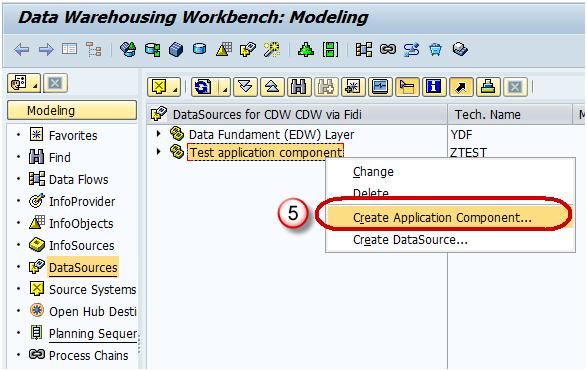 Data Warehousing Workbench: Modeling
Modeling
DataSources for CDW CDW via Fidi
Tech. Name
Favorites
Data Fundament (EDW) Layer
YDF
Find
Test application component
ZTEST
Data Flows
Change
InfoProvider
Delete
InfoObjects
5
Create Application Component...
InfoSources
Create DataSource...
DataSources
Source Systems
Open Hub Desti
Planning Sequer
Process Chains